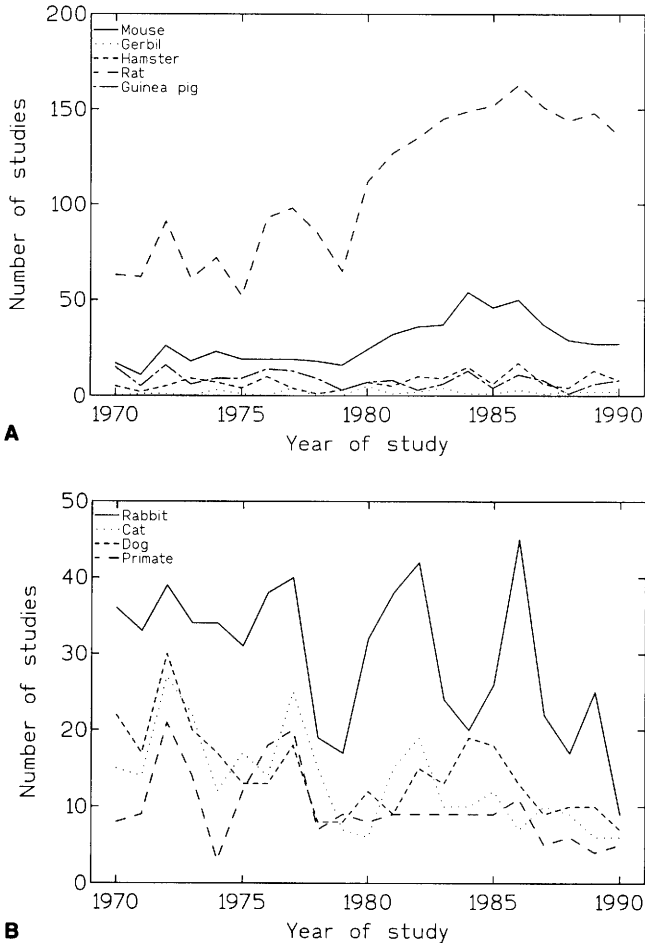 Mouse
Gerbil
Hamster
Rat
Guinea pig
200
150
100
50
0
Number of studies
1970 1975 1980 1985 1990
Year of study
A
Rabbit
Cat
Dog
Primate
50
40
30
20
10
0
Number of studies
1970 1975 1980 1985 1990
Year of study
B